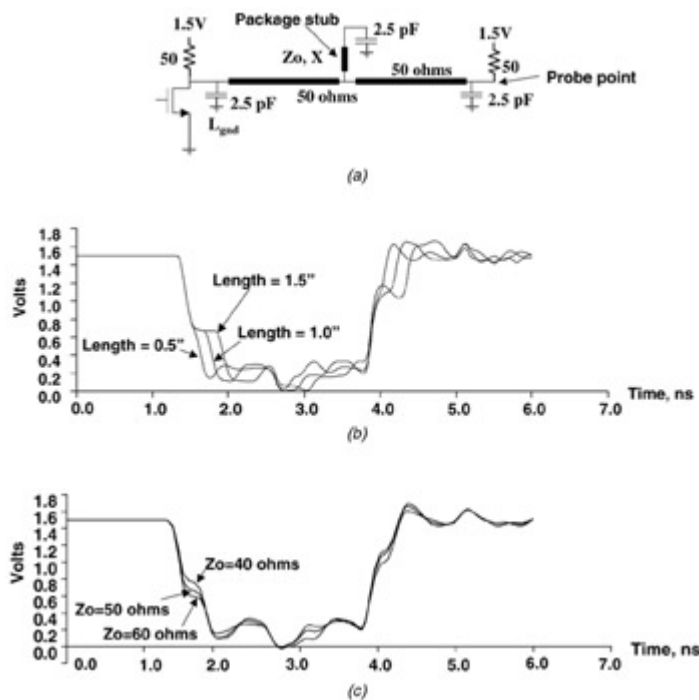 1.5V
Package stub
2.5 pF
1.5V
50
Zo, X
50 ohms
50
Probe point
2.5 pF
50 ohms
2.5 pF
Lgnd
(a)
1.8
1.6
1.4
1.2
1.0
0.8
0.6
0.4
0.2
0.0
Volts
Length = 1.5"
Length = 1.0"
Length = 0.5"
0.0 1.0 2.0 3.0 4.0 5.0 6.0 7.0
Time, ns
(b)
1.8
1.6
1.4
1.2
1.0
0.8
0.6
0.4
0.2
0.0
Volts
Zo=40 ohms
Zo=50 ohms
Zo=60 ohms
0.0 1.0 2.0 3.0 4.0 5.0 6.0 7.0
Time, ns
(c)